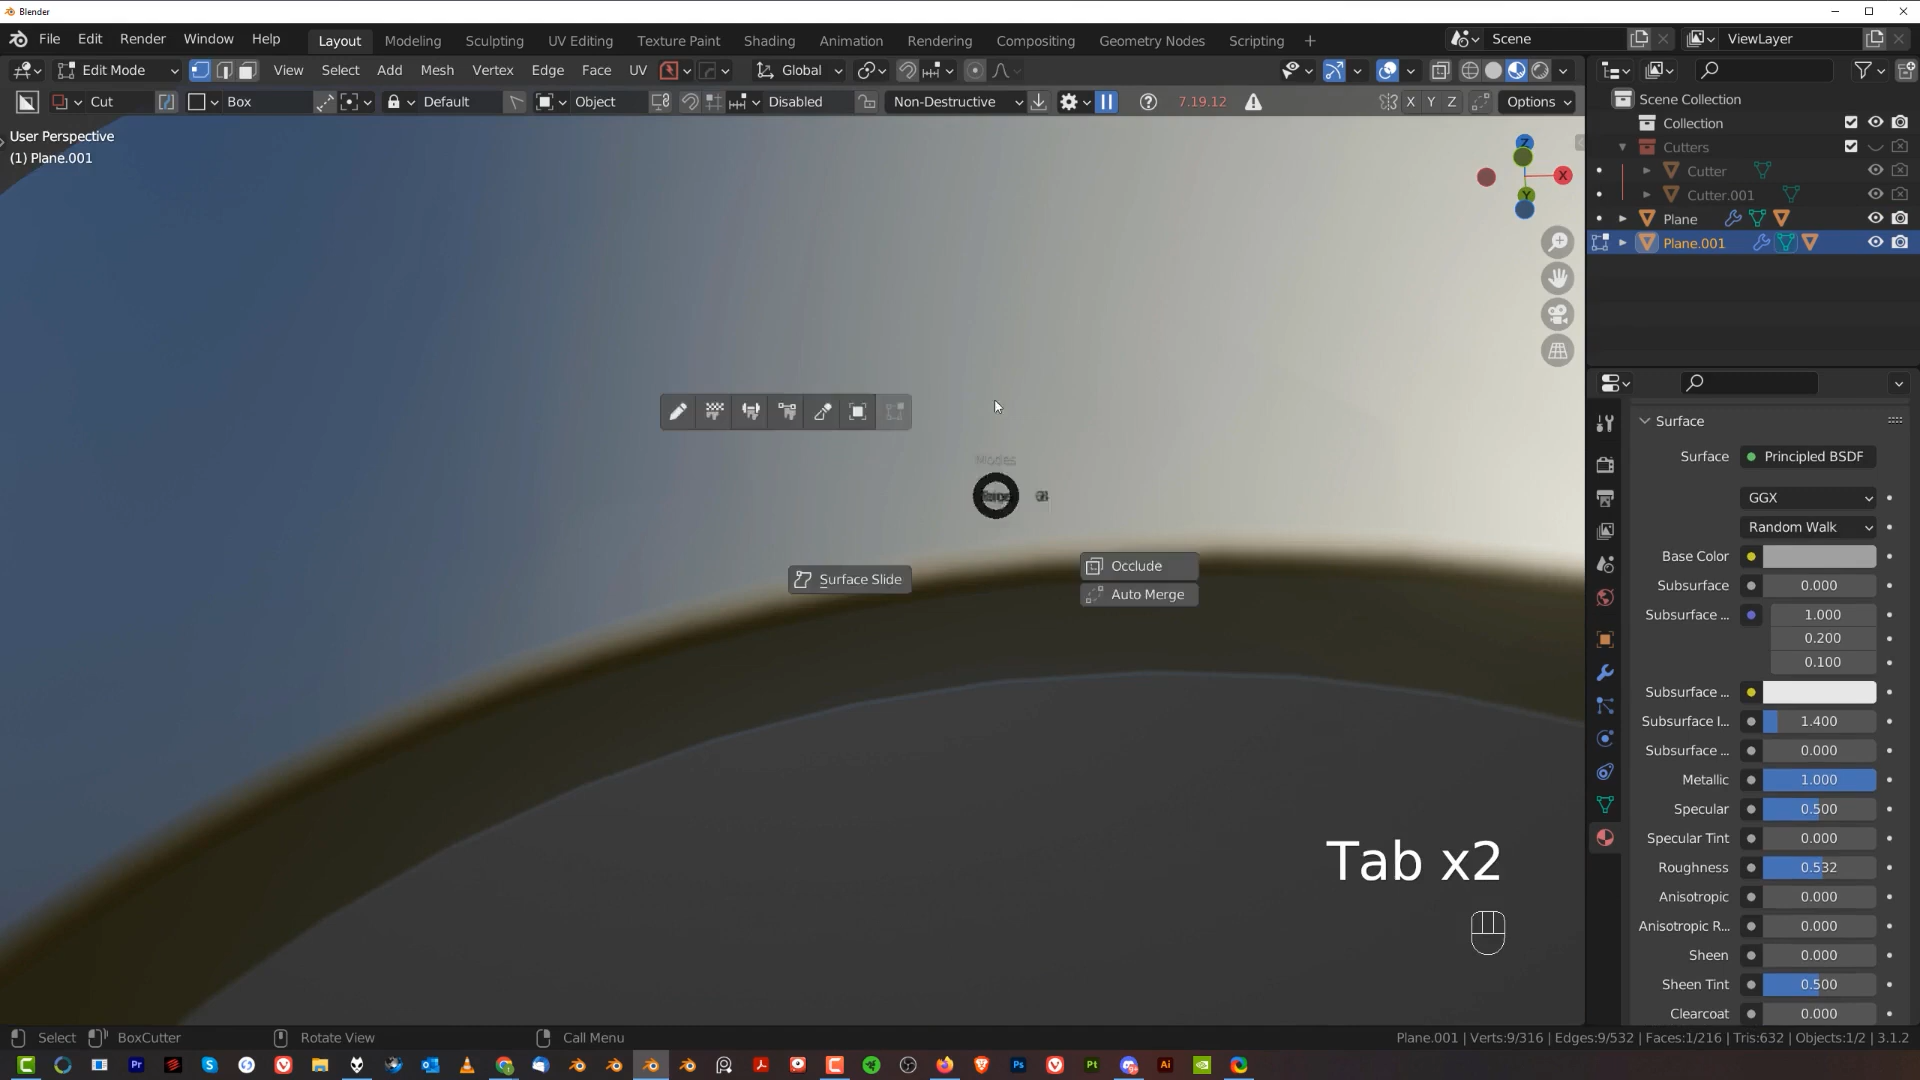 Blender
File Edit Render Window Help Layout Modeling Sculpting UV Editing Texture Paint Shading Animation Rendering Compositing Geometry Nodes Scripting + Scene ViewLayer
Edit Mode View Select Add Mesh Vertex Edge Face UV Global
Cut Box Default Object Disabled Non-Destructive 7.19.12 X Y Z Options
User Perspective
(1) Plane.001
Z
X
Y
Modes
Surface Slide
Occlude
Auto Merge
Tab x2
Scene Collection
Collection
Cutters
Cutter
Cutter.001
Plane
Plane.001
Surface
Surface Principled BSDF
GGX
Random Walk
Base Color
Subsurface 0.000
Subsurface ... 1.000
0.200
0.100
Subsurface ...
Subsurface I... 1.400
Subsurface ... 0.000
Metallic 1.000
Specular 0.500
Specular Tint 0.000
Roughness 0.532
Anisotropic 0.000
Anisotropic R... 0.000
Sheen 0.000
Sheen Tint 0.500
Clearcoat 0.000
Select BoxCutter Rotate View Call Menu Plane.001 | Verts:9/316 | Edges:9/532 | Faces:1/216 | Tris:632 | Objects:1/2 | 3.1.2
Pr S Ps Pt Ai